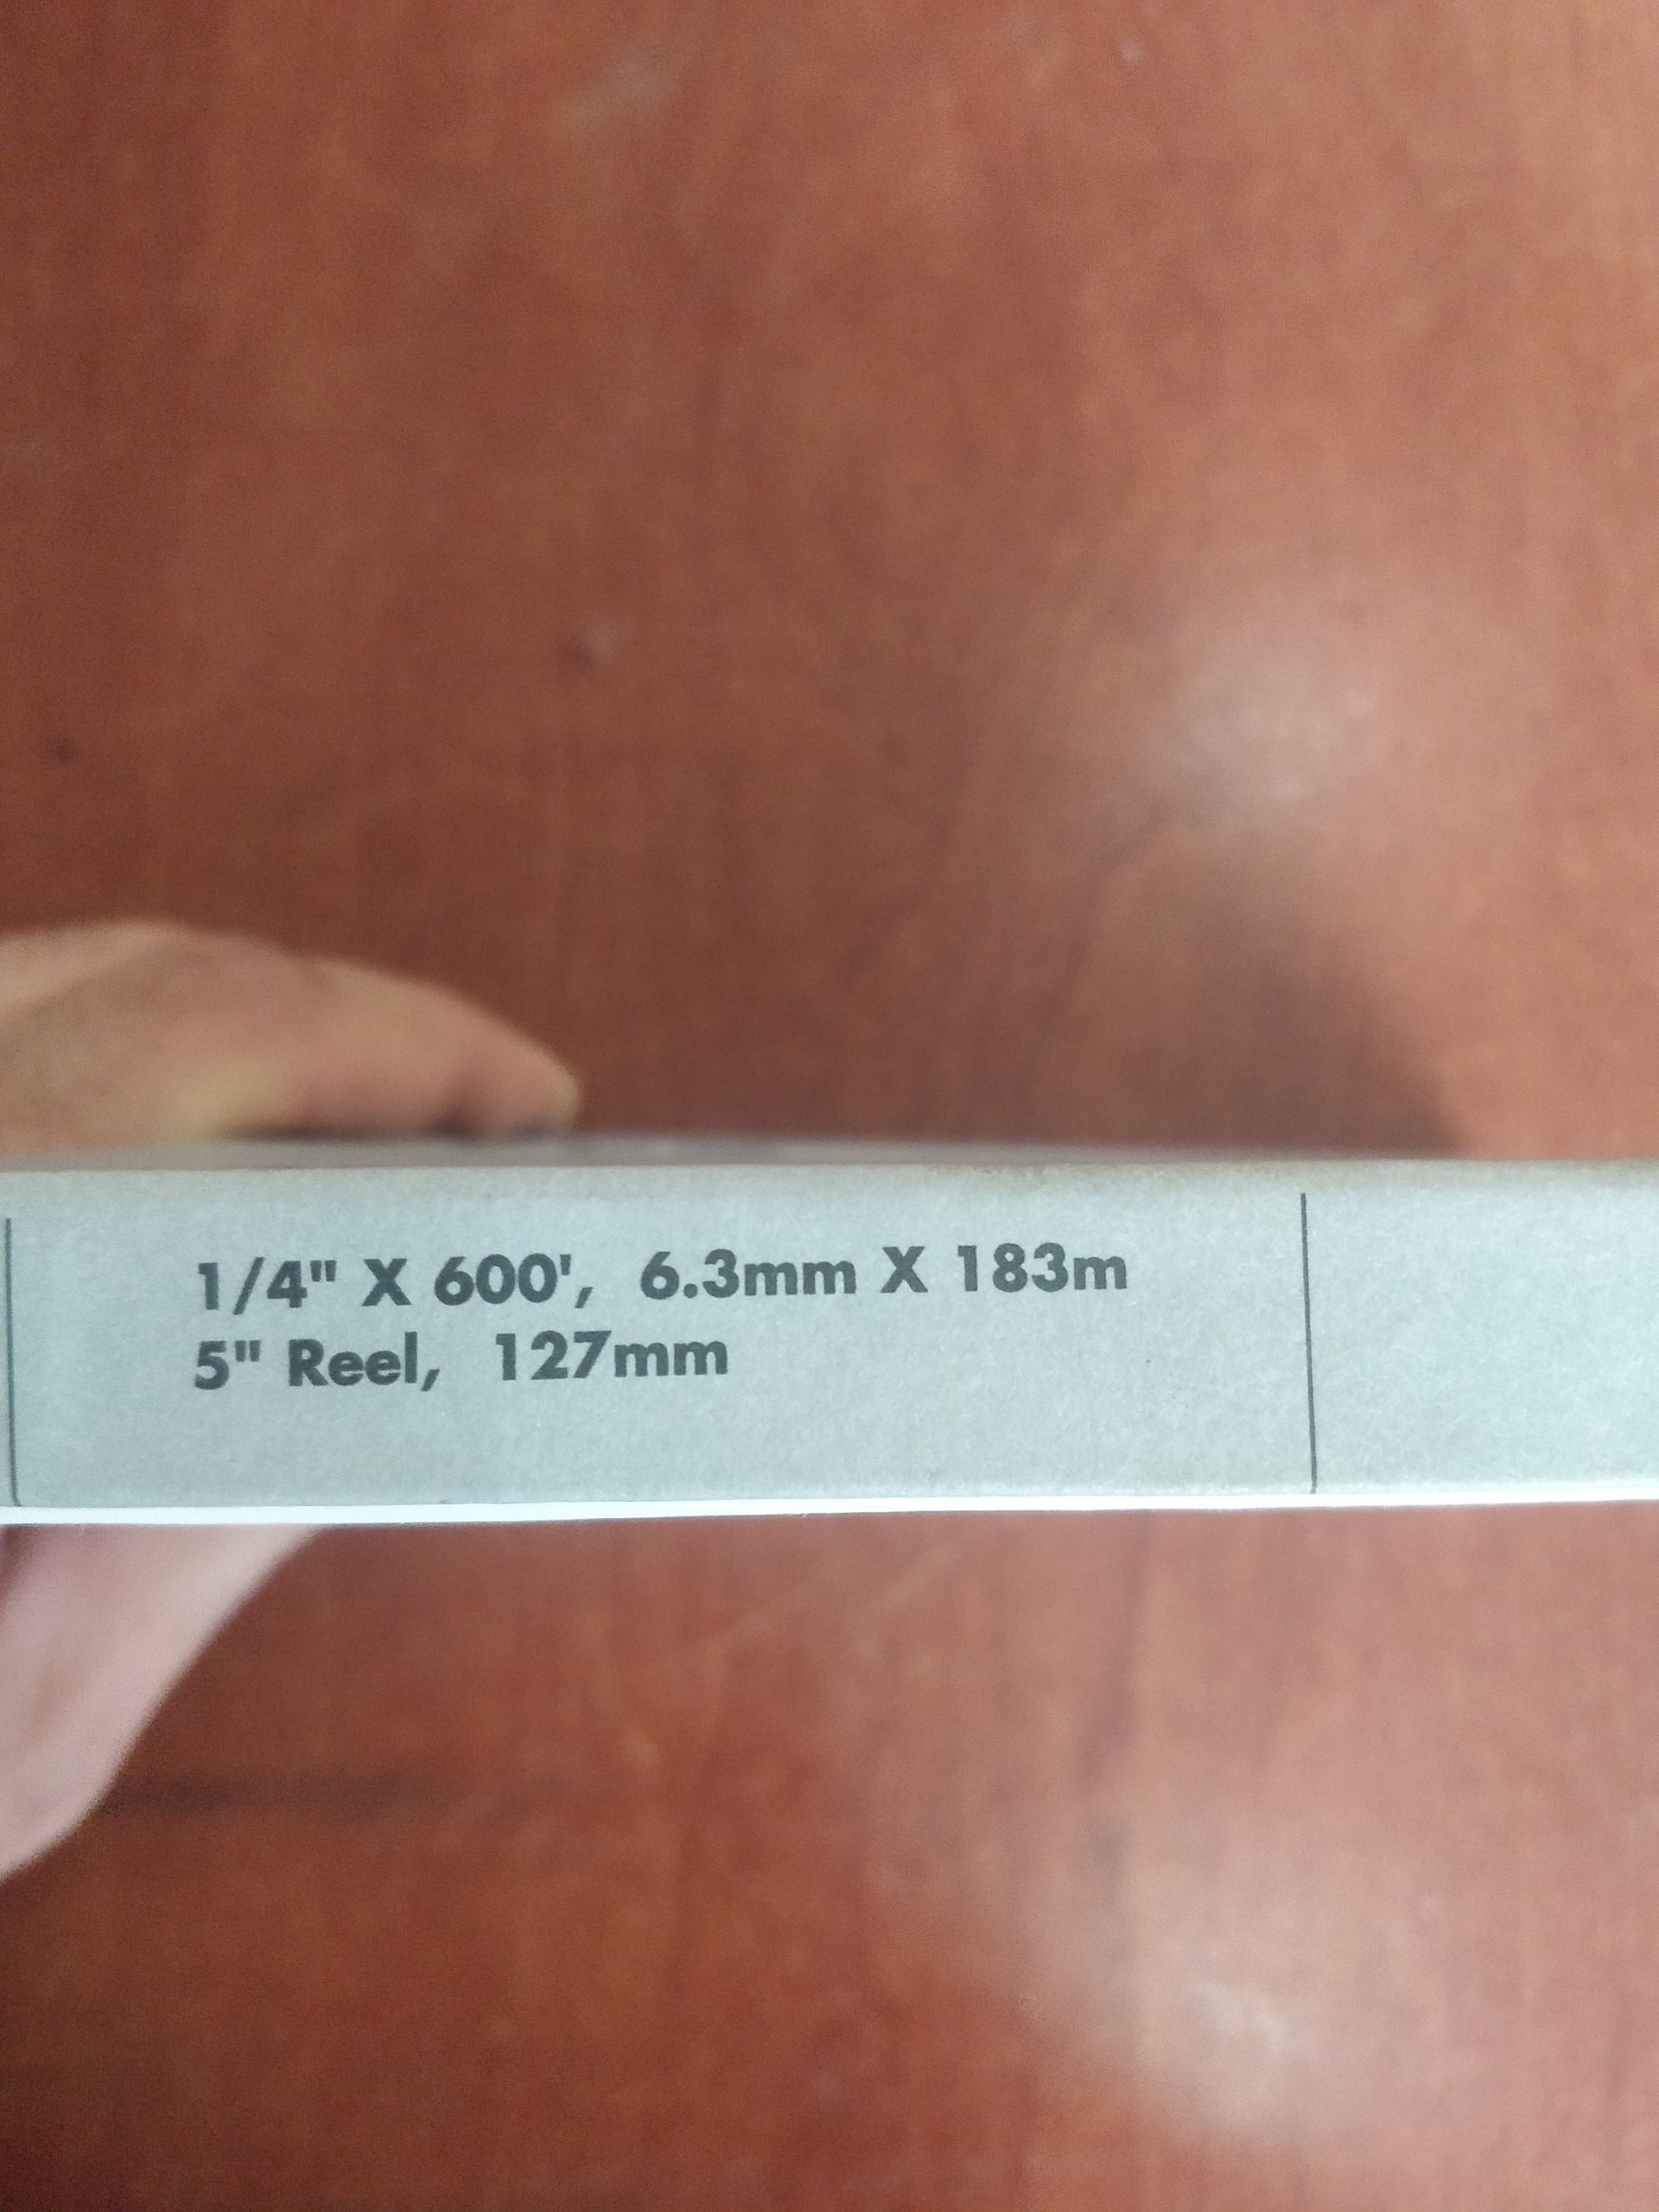 1/4" X 600', 6.3mm X 183m
5" Reel, 127mm